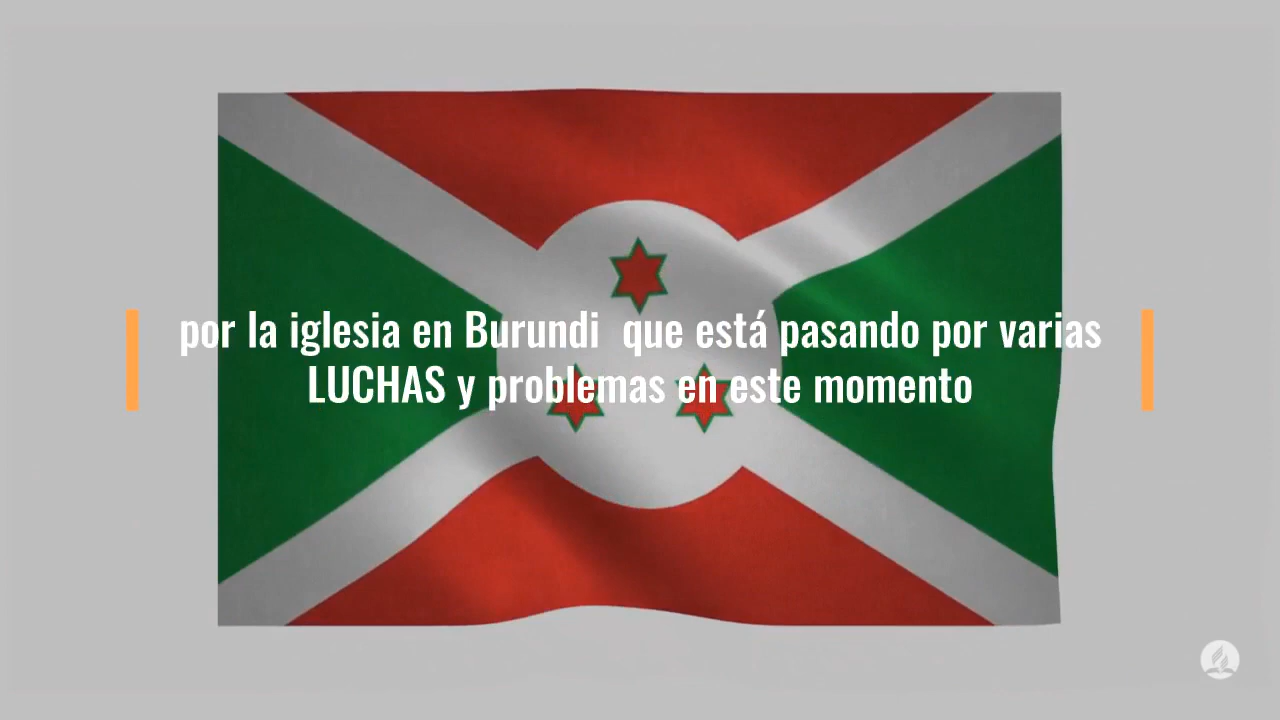 por la iglesia en Burundi  que está pasando por varias
LUCHAS y problemas en este momento